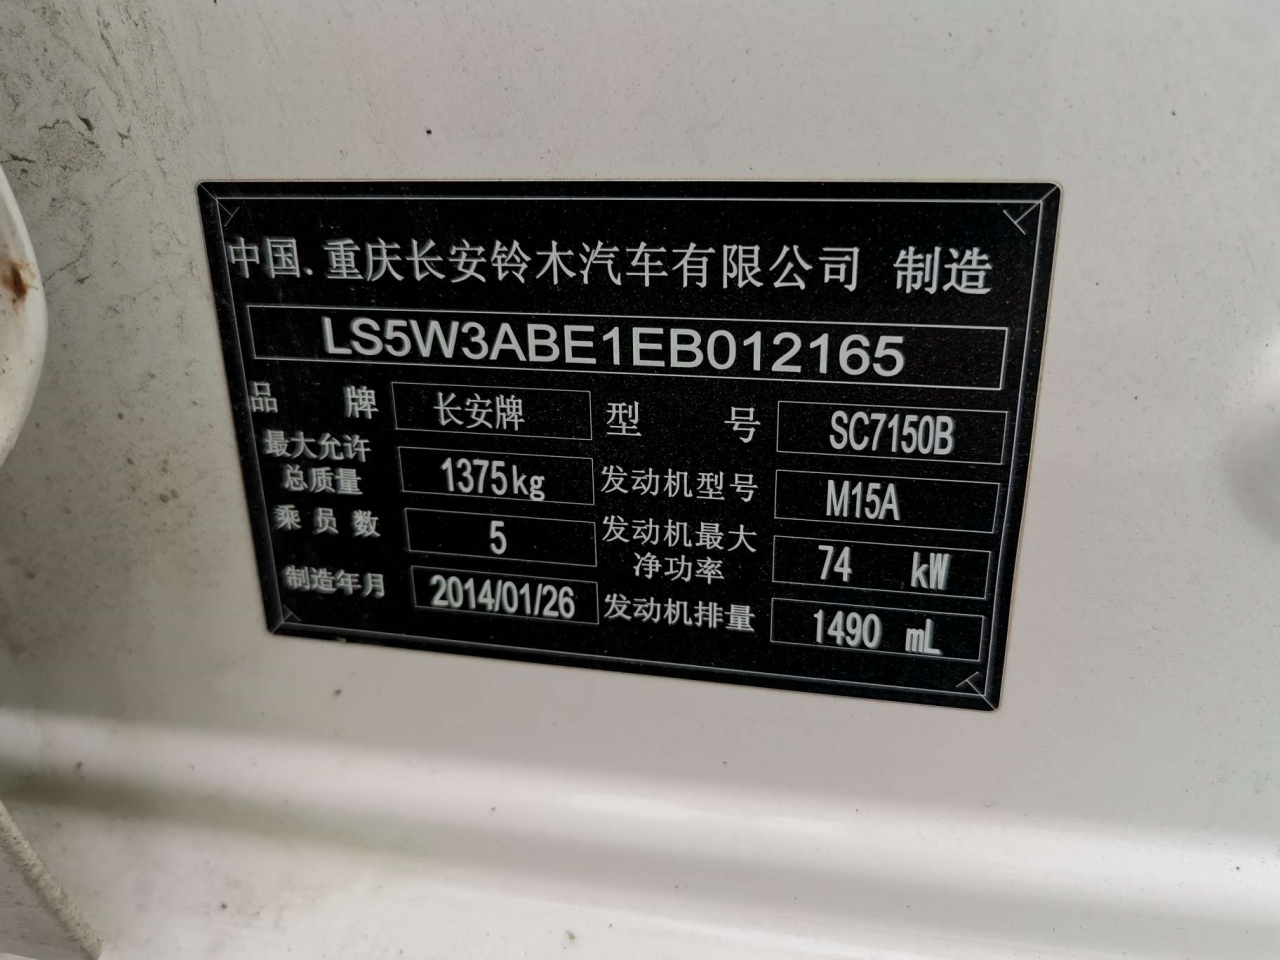 中国.重庆长安铃木汽车有限公司 制造
LS5W3ABE1EB012165
品 牌 长安牌 型 号 SC7150B
最大允许总质量 1375kg 发动机型号 M15A
乘员数 5 发动机最大净功率 74 kW
制造年月 2014/01/26 发动机排量 1490 mL